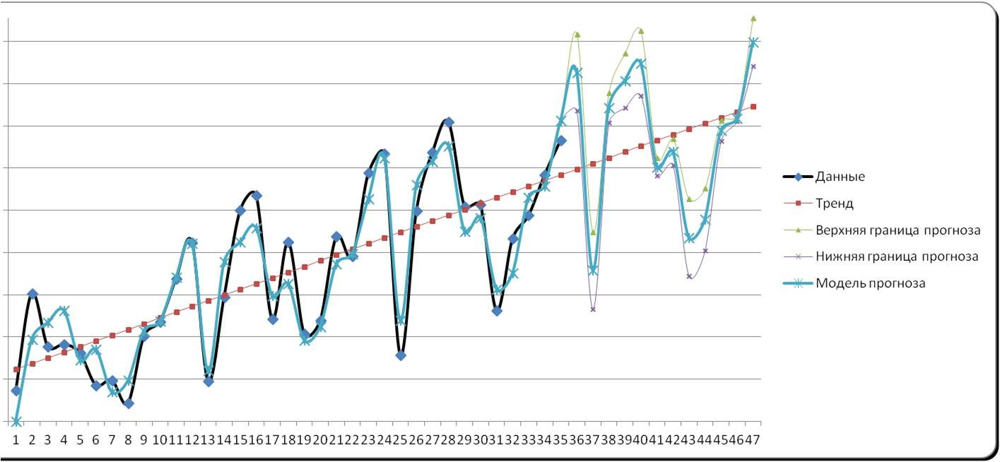 Данные
Тренд
Верхняя граница прогноза
Нижняя граница прогноза
Модель прогноза
1 2 3 4 5 6 7 8 9 10 11 12 13 14 15 16 17 18 19 20 21 22 23 24 25 26 27 28 29 30 31 32 33 34 35 36 37 38 39 40 41 42 43 44 45 46 47